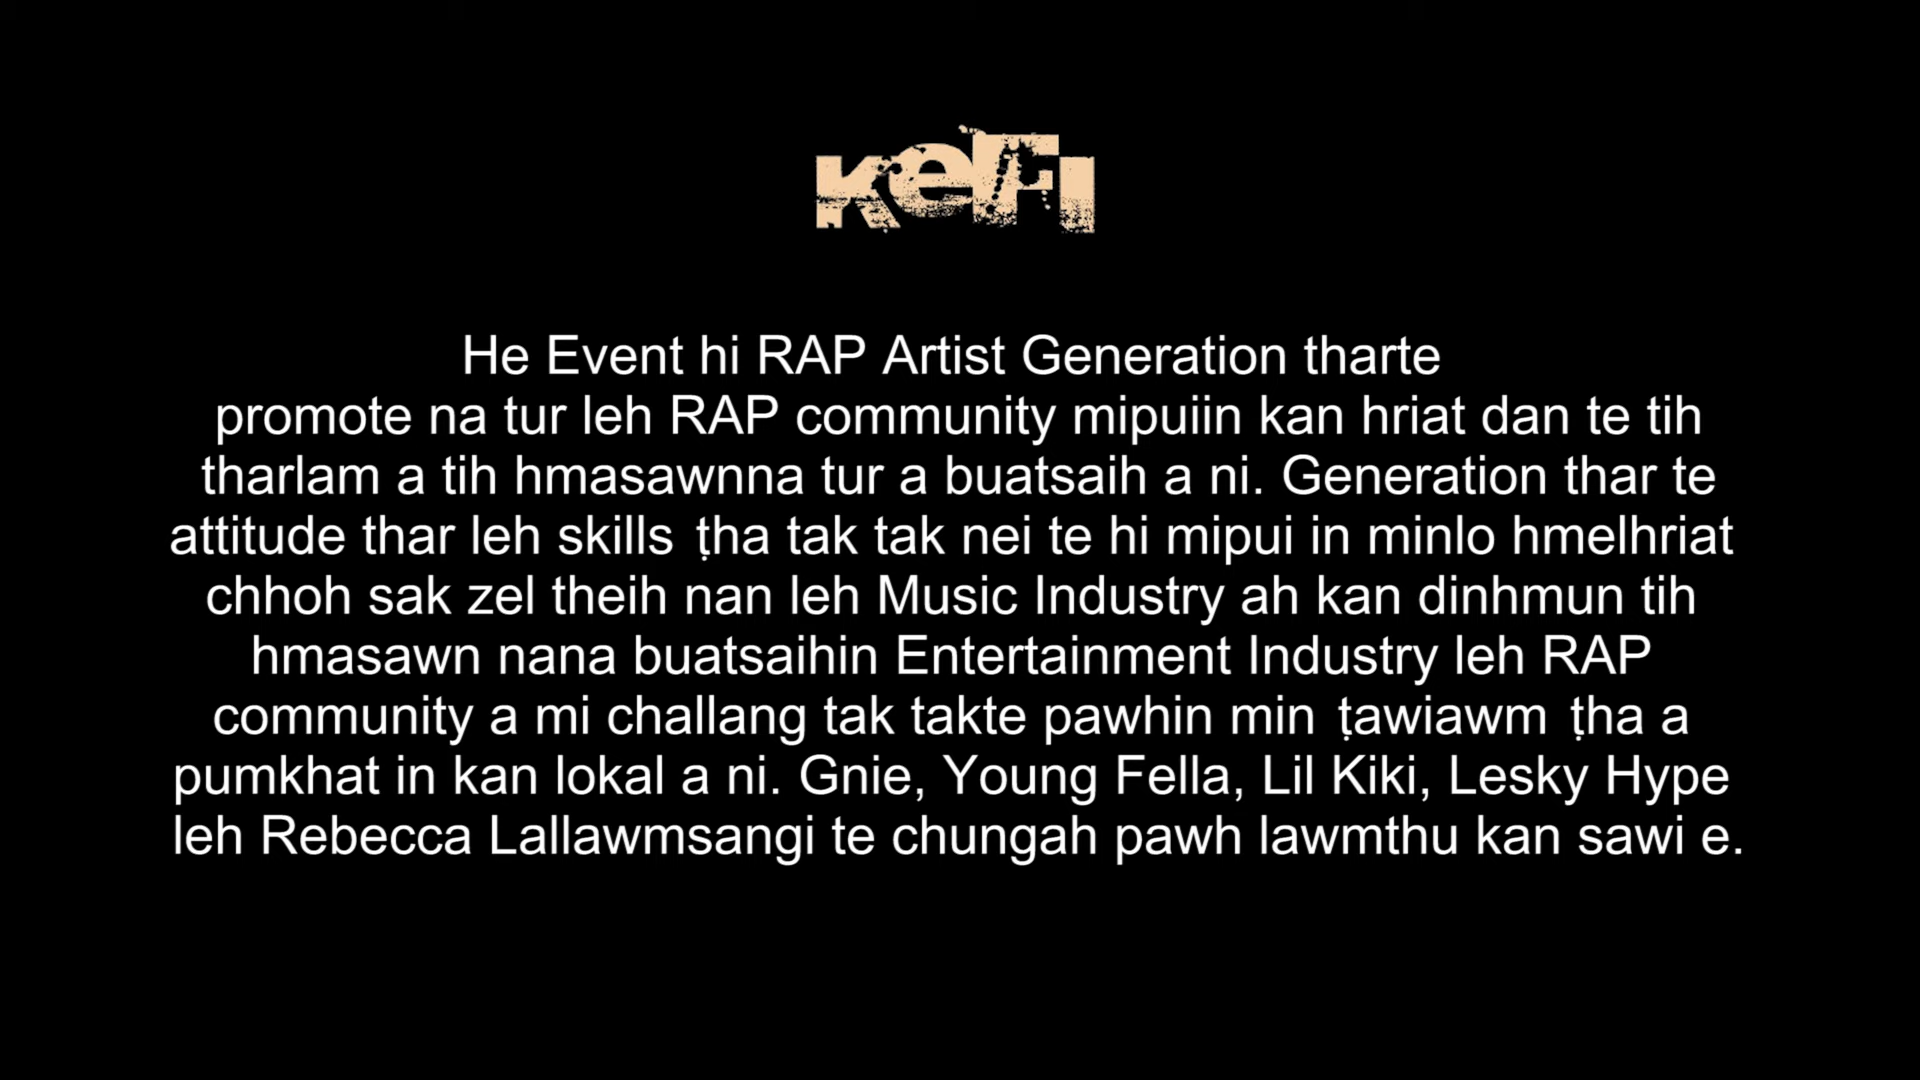 KeiFi
He Event hi RAP Artist Generation tharte
promote na tur leh RAP community mipuiin kan hriat dan te tih
tharlam a tih hmasawnna tur a buatsaih a ni. Generation thar te
attitude thar leh skills ṭha tak tak nei te hi mipui in minlo hmelhriat
chhoh sak zel theih nan leh Music Industry ah kan dinhmun tih
hmasawn nana buatsaihin Entertainment Industry leh RAP
community a mi challang tak takte pawhin min ṭawiawm ṭha a
pumkhat in kan lokal a ni. Gnie, Young Fella, Lil Kiki, Lesky Hype
leh Rebecca Lallawmsangi te chungah pawh lawmthu kan sawi e.